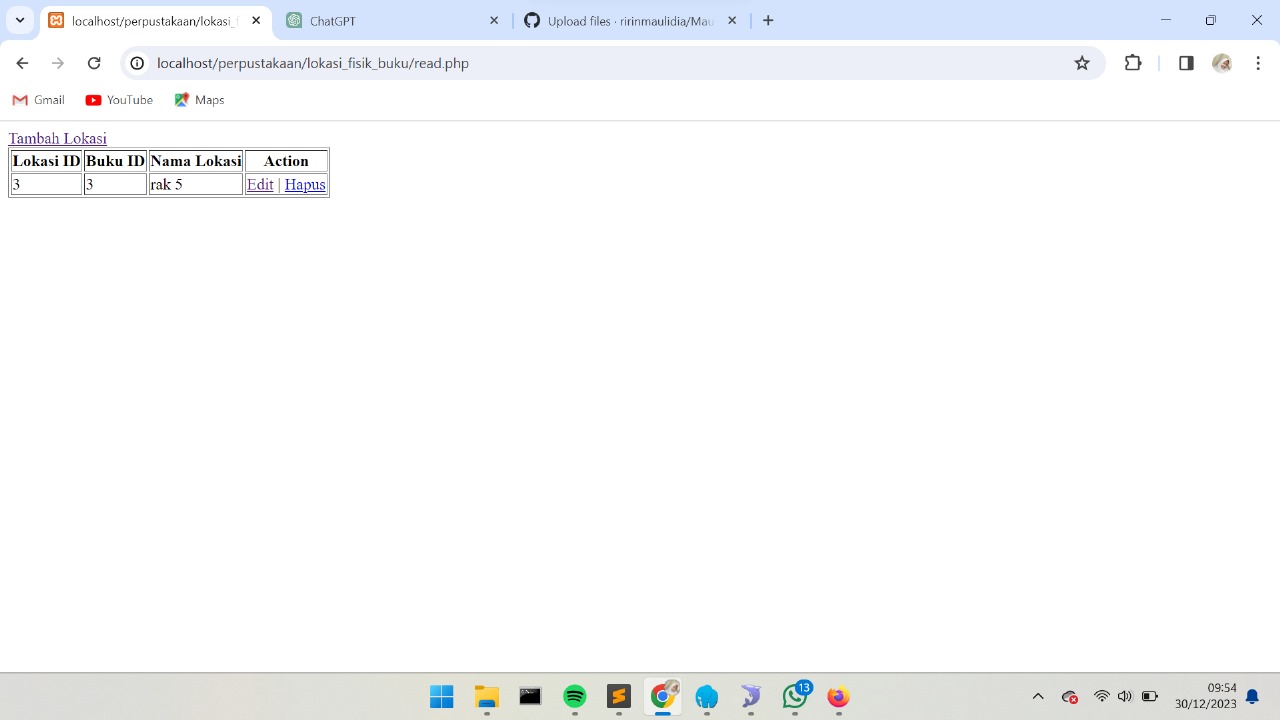 localhost/perpustakaan/lokasi_f
ChatGPT
Upload files · ririnmaulidia/Mau
localhost/perpustakaan/lokasi_fisik_buku/read.php
Gmail
YouTube
Maps
Tambah Lokasi
Lokasi ID Buku ID Nama Lokasi Action
3 3 rak 5 Edit | Hapus
13
09:54
30/12/2023